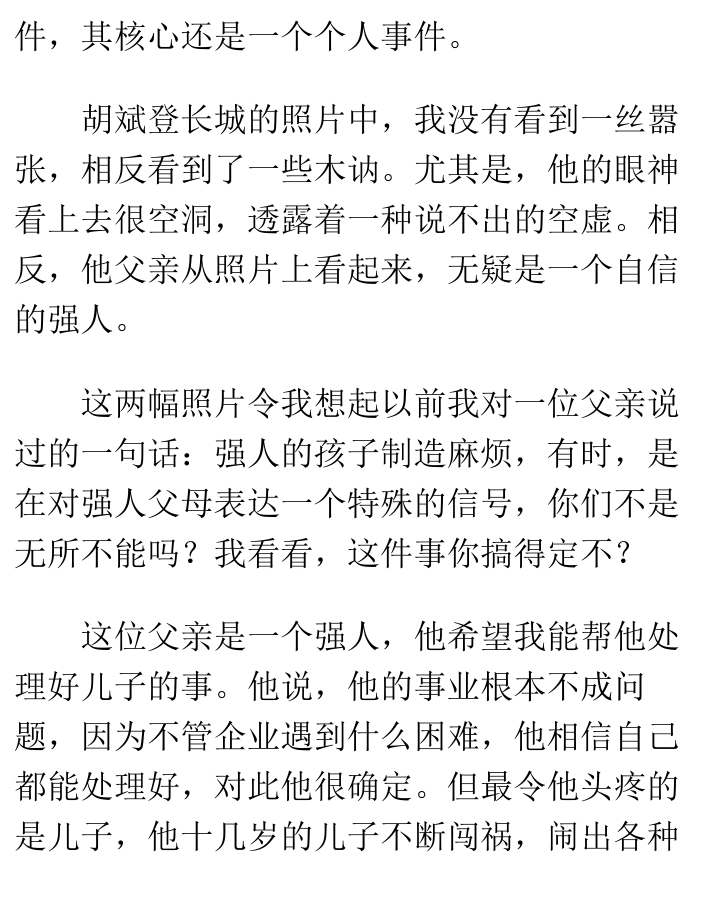 件，其核心还是一个个人事件。
胡斌登长城的照片中，我没有看到一丝嚣
张，相反看到了一些木讷。尤其是，他的眼神
看上去很空洞，透露着一种说不出的空虚。相
反，他父亲从照片上看起来，无疑是一个自信
的强人。
这两幅照片令我想起以前我对一位父亲说
过的一句话：强人的孩子制造麻烦，有时，是
在对强人父母表达一个特殊的信号，你们不是
无所不能吗？我看看，这件事你搞得定不？
这位父亲是一个强人，他希望我能帮他处
理好儿子的事。他说，他的事业根本不成问
题，因为不管企业遇到什么困难，他相信自己
都能处理好，对此他很确定。但最令他头疼的
是儿子，他十几岁的儿子不断闯祸，闹出各种